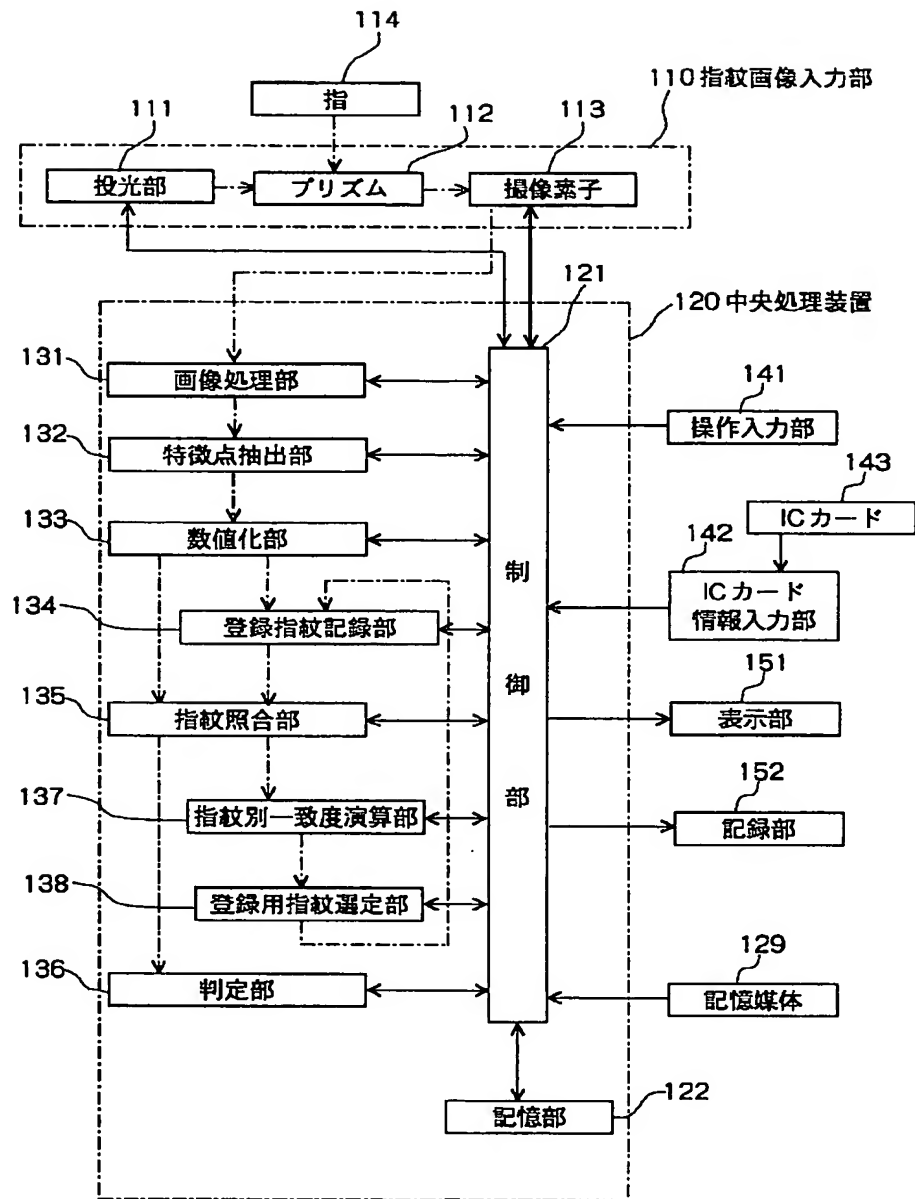 114
指
110 指紋画像入力部
111
112
113
投光部
プリズム
撮像素子
121
120 中央処理装置
131
画像処理部
141
操作入力部
132
特徴点抽出部
143
ICカード
133
数値化部
142
ICカード
情報入力部
制御部
134
登録指紋記録部
135
指紋照合部
151
表示部
137
指紋別一致度演算部
152
記録部
138
登録用指紋選定部
136
判定部
129
記憶媒体
記憶部
122